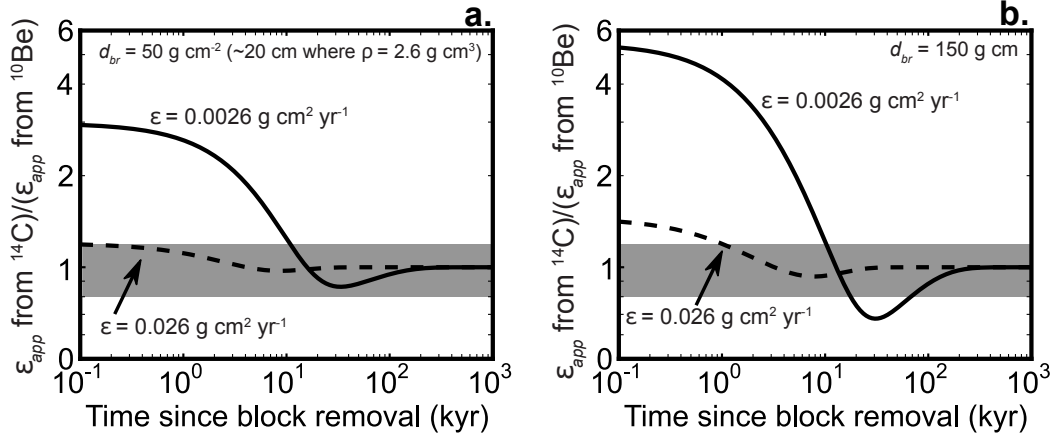 a.
d_br = 50 g cm⁻² (~20 cm where ρ = 2.6 g cm³)
ε = 0.0026 g cm² yr⁻¹
ε = 0.026 g cm² yr⁻¹
ε_app from ¹⁴C)/(ε_app from ¹⁰Be)
6
4
2
1
0
10⁻¹ 10⁰ 10¹ 10² 10³
Time since block removal (kyr)
b.
d_br = 150 g cm
ε = 0.0026 g cm² yr⁻¹
ε = 0.026 g cm² yr⁻¹
ε_app from ¹⁴C)/(ε_app from ¹⁰Be)
6
4
2
1
0
10⁻¹ 10⁰ 10¹ 10² 10³
Time since block removal (kyr)